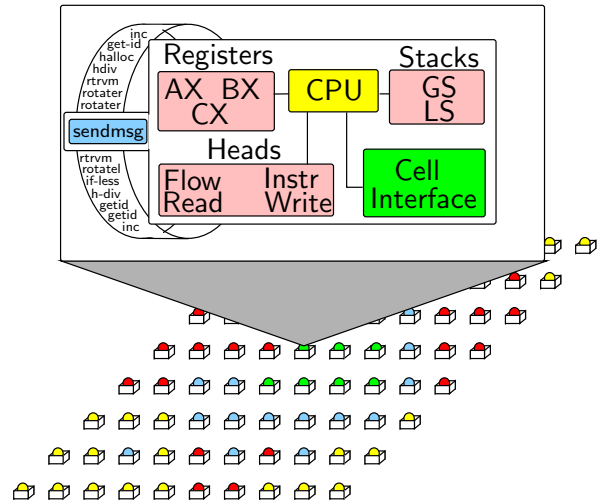 inc
get-id
halloc
hdiv
rtrvm
rotater
rotater
sendmsg
rtrvm
rotatel
if-less
h-div
getid
getid
inc
Registers
AX BX
CX
CPU
Stacks
GS
LS
Heads
Flow Instr
Read Write
Cell
Interface